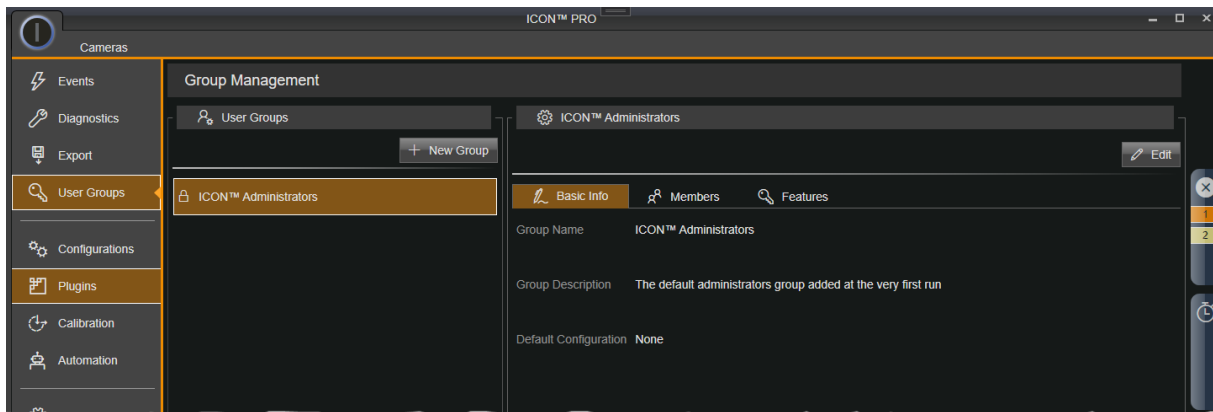 ICON™ PRO
Cameras
Events
Diagnostics
Export
User Groups
Configurations
Plugins
Calibration
Automation
Group Management
User Groups
New Group
ICON™ Administrators
ICON™ Administrators
Edit
Basic Info Members Features
Group Name ICON™ Administrators
Group Description The default administrators group added at the very first run
Default Configuration None
1
2